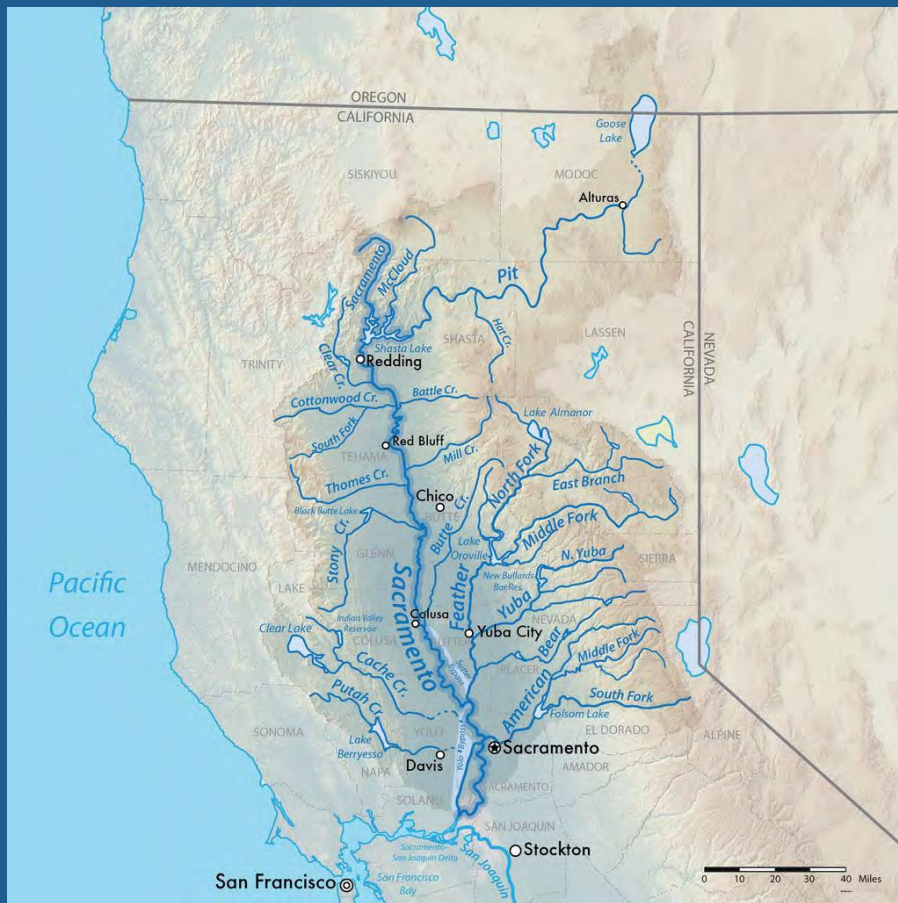 OREGON
CALIFORNIA
Goose
Lake
SISKIYOU
MODOC
Alturas
Sacramento
McCloud
Pit
Hat Cr.
SHASTA
LASSEN
CALIFORNIA
NEVADA
TRINITY
Clear Cr.
Shasta Lake
Redding
Cottonwood Cr.
Battle Cr.
South Fork
Red Bluff
TEHAMA
Mill Cr.
Lake Almanor
Thomes Cr.
Chico
BUTTE
Butte Cr.
North Fork
East Branch
Black Butte Lake
Stony Cr.
GLENN
Lake
Oroville
Middle Fork
MENDOCINO
LAKE
Sacramento
Feather
New Bullards
Bar Res.
N. Yuba
SIERRA
Yuba
NEVADA
Pacific
Ocean
Indian Valley
Reservoir
COLUSA
Colusa
SUTTER
Yuba City
Clear Lake
Cache Cr.
Sutter
Bypass
PLACER
Bear
Middle Fork
American
South Fork
Folsom Lake
Putah Cr.
SONOMA
YOLO
Lake
Berryessa
NAPA
Davis
Yolo Bypass
Sacramento
EL DORADO
ALPINE
AMADOR
SOLANO
SACRAMENTO
SAN JOAQUIN
Sacramento-
San Joaquin Delta
San Joaquin
Stockton
San Francisco
San Francisco
Bay
0 10 20 30 40 Miles